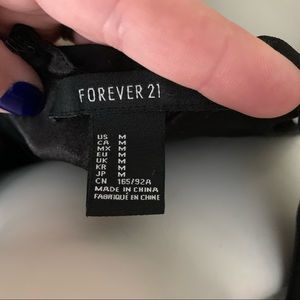 FOREVER 21
US M
CA M
MX M
EU M
UK M
KR M
JP M
CN 165/92A
MADE IN CHINA
FABRIQUÉ EN CHINE